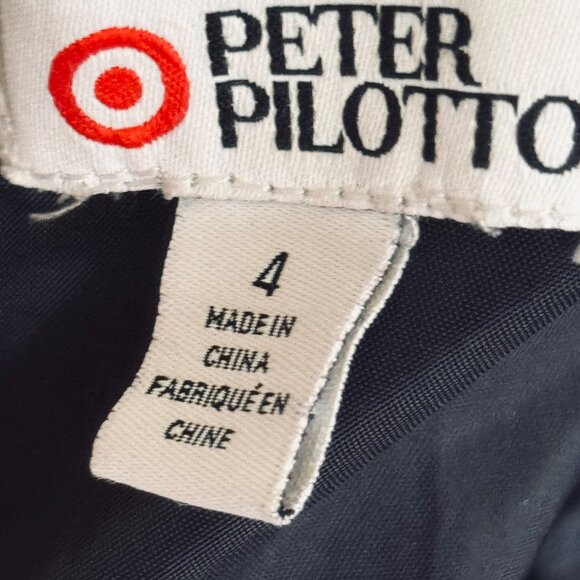 PETER
PILOTTO
4
MADE IN
CHINA
FABRIQUÉ EN
CHINE